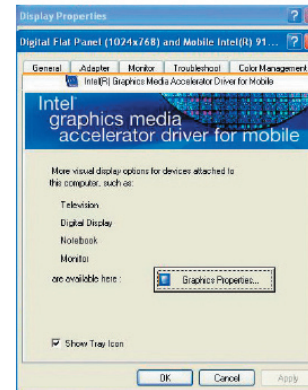 Display Properties
Digital Flat Panel (1024x768) and Mobile Intel(R) 91...
General Adapter Monitor Troubleshoot Color Management
Intel(R) Graphics Media Accelerator Driver for Mobile
Intel
graphics media
accelerator driver for mobile
More visual display options for devices attached to
this computer, such as:
Television
Digital Display
Notebook
Monitor
are available here :
Graphics Properties...
Show Tray Icon
OK Cancel Apply